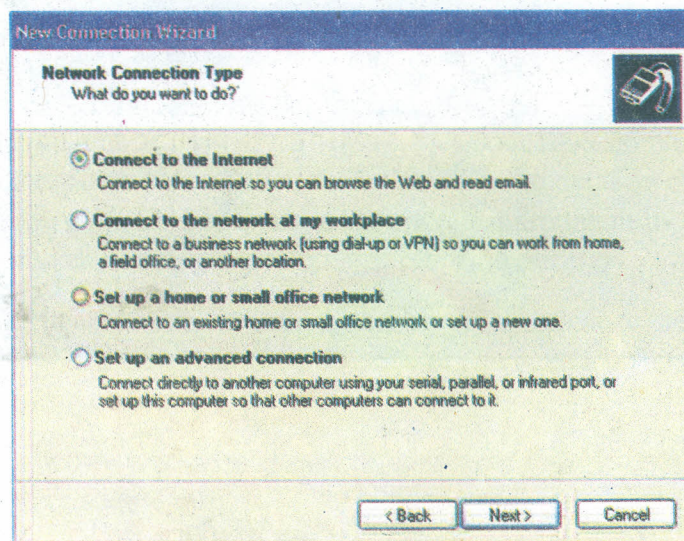 New Connection Wizard
Network Connection Type
What do you want to do?
Connect to the Internet
Connect to the Internet so you can browse the Web and read email.
Connect to the network at my workplace
Connect to a business network (using dial-up or VPN) so you can work from home,
a field office, or another location.
Set up a home or small office network
Connect to an existing home or small office network or set up a new one.
Set up an advanced connection
Connect directly to another computer using your serial, parallel, or infrared port, or
set up this computer so that other computers can connect to it.
< Back Next > Cancel